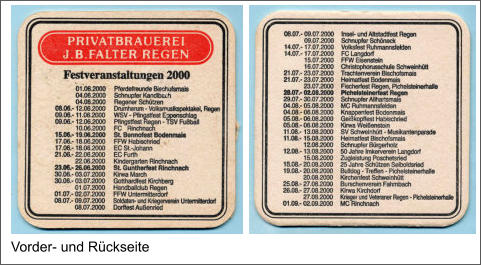 PRIVATBRAUEREI
J.B. FALTER REGEN
Festveranstaltungen 2000
01.06.2000 Pferdefreunde Bischofsmais
04.06.2000 Schnupfer Kandlbuch
04.06.2000 Regener Schützen
08.06.- 12.06.2000 Drumherum - Volksmusikspektakel, Regen
09.06.- 11.06.2000 WSV - Pfingstfest Eppenschlag
09.06.- 12.06.2000 Pfingstfest Regen - TSV Fußball
10.06.2000 FC Rinchnach
15.06.- 19.06.2000 St. Bennofest Bodenmais
17.06.- 18.06.2000 FFW Habischried
17.06.- 18.06.2000 EC St.-Johann
21.06.- 22.06.2000 EC Furth
22.06.2000 Kindergarten Rinchnach
23.06.- 26.06.2000 St. Guntherfest Rinchnach
30.06.- 03.07.2000 Kirwa March
30.06.- 03.07.2000 Gotthardfest Kirchberg
01.07.2000 Handballclub Regen
01.07.- 02.07.2000 FFW Untermitterdorf
08.07.- 09.07.2000 Soldaten- und Kriegerverein Untermitterdorf
08.07.2000 Dorffest Außenried
08.07.- 09.07.2000 Insel- und Altstadtfest Regen
09.07.2000 Schnupfer Schöneck
14.07.- 17.07.2000 Volksfest Ruhmannsfelden
14.07.- 17.07.2000 FC Langdorf
15.07.2000 FFW Eisenstein
16.07.2000 Christophorusschule Schweinhütt
21.07.- 23.07.2000 Trachtenverein Bischofsmais
21.07.- 23.07.2000 Heimatfest Bischofsmais
23.07.2000 Fischerfest Regen, Pichelsteinerhalle
28.07.- 02.08.2000 Pichelsteinerfest Regen
29.07.- 30.07.2000 Schnupfer Allhartsmais
04.08.- 06.08.2000 MC Ruhmannsfelden
04.08.- 06.08.2000 Knappenfest Bodenmais
05.08.- 06.08.2000 Geißkopffest Habischried
05.08.- 06.08.2000 Kirwa Weißenstein
11.08.- 13.08.2000 SV Schweinhütt - Musikantenparade
11.08.- 15.08.2000 Heimatfest Bischofsmais
12.08.2000 Schnupfer Bürgerholz
12.08.- 13.08.2000 50 Jahre Imkerverein Langdorf
15.08.2000 Zugleistung Poschetsried
15.08.- 20.08.2000 25 Jahre Schützen Seiboldsried
19.08.- 20.08.2000 Bulldog - Treffen - Pichelsteinerhalle
20.08.2000 Kirchenfest Schweinhütt
25.08.- 27.08.2000 Burschenverein Fahrnbach
26.08.- 27.08.2000 Kirwa Kirchdorf
27.08.2000 Krieger und Veteraner Regen - Pichelsteinerhalle
01.09.- 02.09.2000 MC Rinchnach
Vorder- und Rückseite